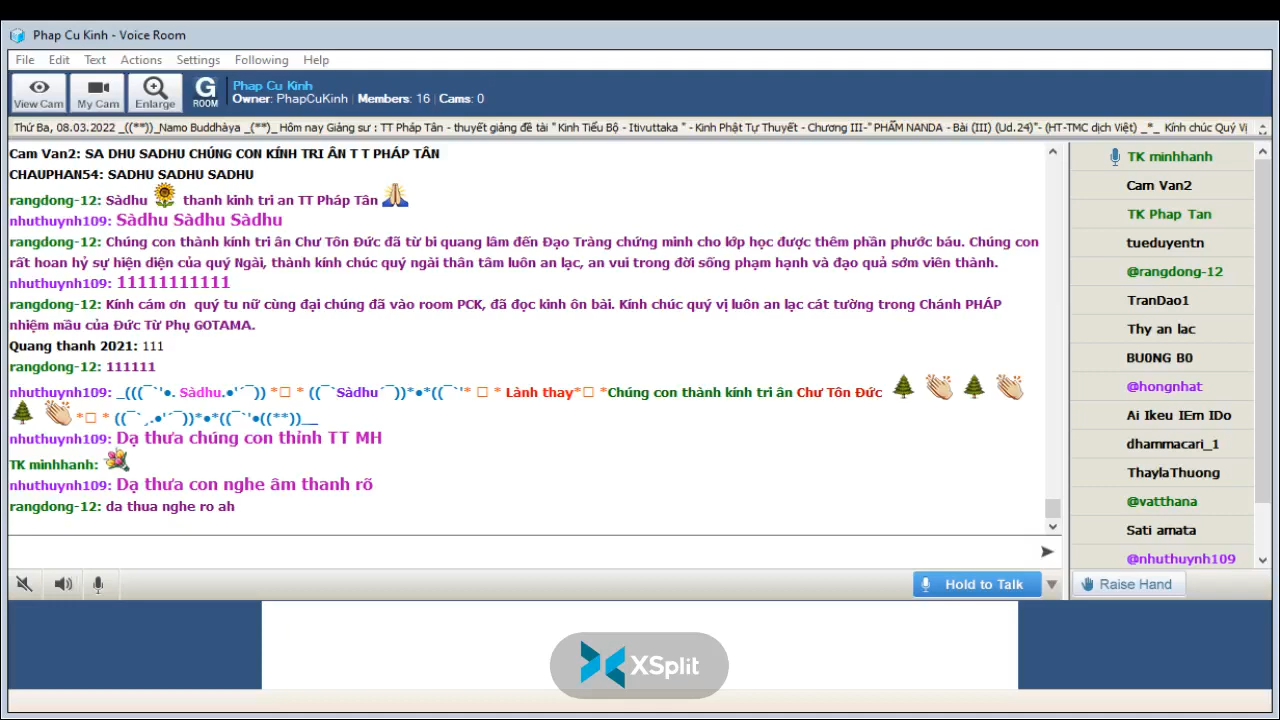 Phap Cu Kinh - Voice Room
File Edit Text Actions Settings Following Help
View Cam My Cam Enlarge G ROOM
Phap Cu Kinh
Owner: PhapCuKinh Members: 16 Cams: 0
Thứ Ba, 08.03.2022 _((**))_Namo Buddhàya _(**)_ Hôm nay Giảng sư : TT Pháp Tân - thuyết giảng đề tài " Kinh Tiểu Bộ - Itivuttaka " - Kinh Phật Tự Thuyết - Chương III-" PHẨM NANDA - Bài (III) (Ud.24)"- (HT-TMC dịch Việt) _*_ Kính chúc Quý Vị
Cam Van2: SA DHU SADHU CHÚNG CON KÍNH TRI ÂN T T PHÁP TÂN
CHAUPHAN54: SADHU SADHU SADHU
rangdong-12: Sàdhu thanh kinh tri an TT Pháp Tân
nhuthuynh109: Sàdhu Sàdhu Sàdhu
rangdong-12: Chúng con thành kính tri ân Chư Tôn Đức đã từ bi quang lâm đến Đạo Tràng chứng minh cho lớp học được thêm phần phước báu. Chúng con
rất hoan hỷ sự hiện diện của quý Ngài, thành kính chúc quý ngài thân tâm luôn an lạc, an vui trong đời sống phạm hạnh và đạo quả sớm viên thành.
nhuthuynh109: 11111111111
rangdong-12: Kính cám ơn quý tu nữ cùng đại chúng đã vào room PCK, đã đọc kinh ôn bài. Kính chúc quý vị luôn an lạc cát tường trong Chánh PHÁP
nhiệm mầu của Đức Từ Phụ GOTAMA.
Quang thanh 2021: 111
rangdong-12: 111111
nhuthuynh109: _(((¯`'●. Sàdhu.●'´¯)) *□ * ((¯`Sàdhu´¯))*●*((¯`'* □ * Lành thay*□ *Chúng con thành kính tri ân Chư Tôn Đức
*□ * ((¯`¸.●'´¯))*●*((¯`'●((**))__
nhuthuynh109: Dạ thưa chúng con thỉnh TT MH
TK minhhanh:
nhuthuynh109: Dạ thưa con nghe âm thanh rõ
rangdong-12: da thua nghe ro ah
TK minhhanh
Cam Van2
TK Phap Tan
tueduyentn
@rangdong-12
TranDao1
Thy an lac
BU0NG B0
@hongnhat
Ai Ikeu IEm IDo
dhammacari_1
ThaylaThuong
@vatthana
Sati amata
@nhuthuynh109
Hold to Talk
Raise Hand
XSplit